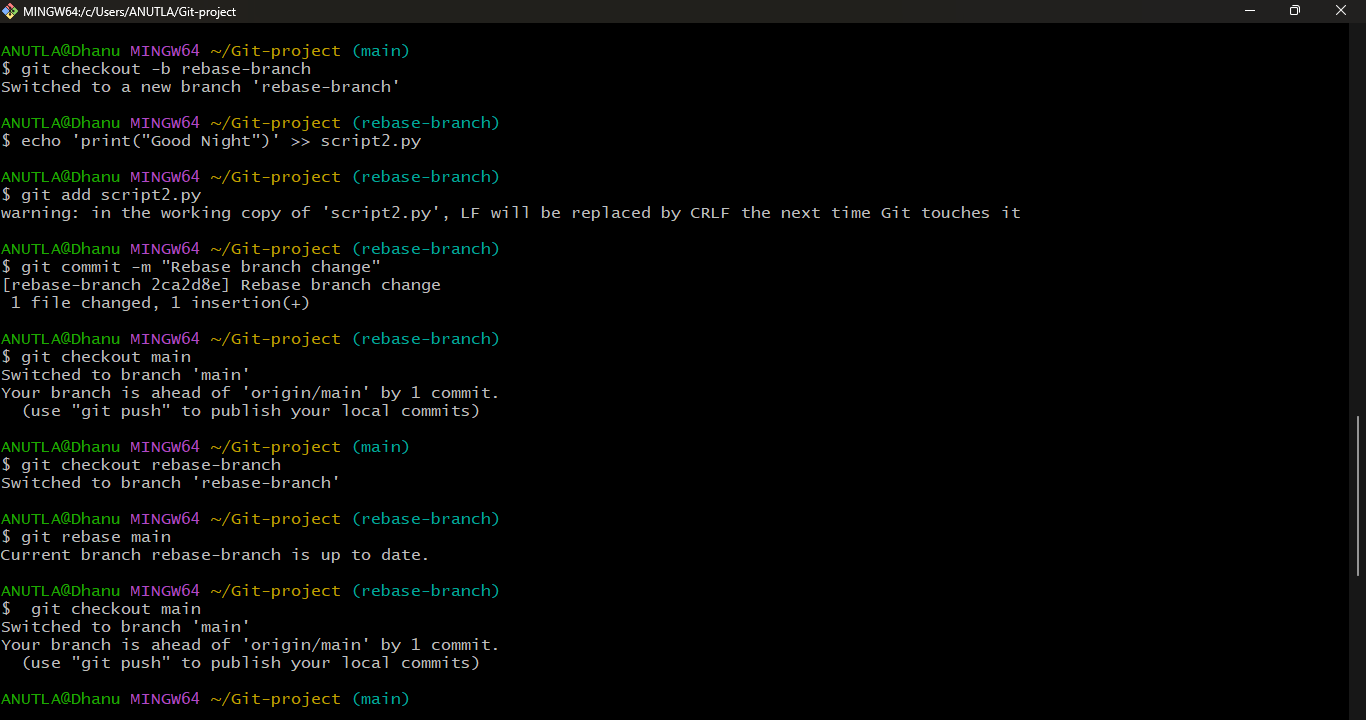 MINGW64:/c/Users/ANUTLA/Git-project
ANUTLA@Dhanu MINGW64 ~/Git-project (main)
$ git checkout -b rebase-branch
Switched to a new branch 'rebase-branch'
ANUTLA@Dhanu MINGW64 ~/Git-project (rebase-branch)
$ echo 'print("Good Night")' >> script2.py
ANUTLA@Dhanu MINGW64 ~/Git-project (rebase-branch)
$ git add script2.py
warning: in the working copy of 'script2.py', LF will be replaced by CRLF the next time Git touches it
ANUTLA@Dhanu MINGW64 ~/Git-project (rebase-branch)
$ git commit -m "Rebase branch change"
[rebase-branch 2ca2d8e] Rebase branch change
 1 file changed, 1 insertion(+)
ANUTLA@Dhanu MINGW64 ~/Git-project (rebase-branch)
$ git checkout main
Switched to branch 'main'
Your branch is ahead of 'origin/main' by 1 commit.
  (use "git push" to publish your local commits)
ANUTLA@Dhanu MINGW64 ~/Git-project (main)
$ git checkout rebase-branch
Switched to branch 'rebase-branch'
ANUTLA@Dhanu MINGW64 ~/Git-project (rebase-branch)
$ git rebase main
Current branch rebase-branch is up to date.
ANUTLA@Dhanu MINGW64 ~/Git-project (rebase-branch)
$  git checkout main
Switched to branch 'main'
Your branch is ahead of 'origin/main' by 1 commit.
  (use "git push" to publish your local commits)
ANUTLA@Dhanu MINGW64 ~/Git-project (main)